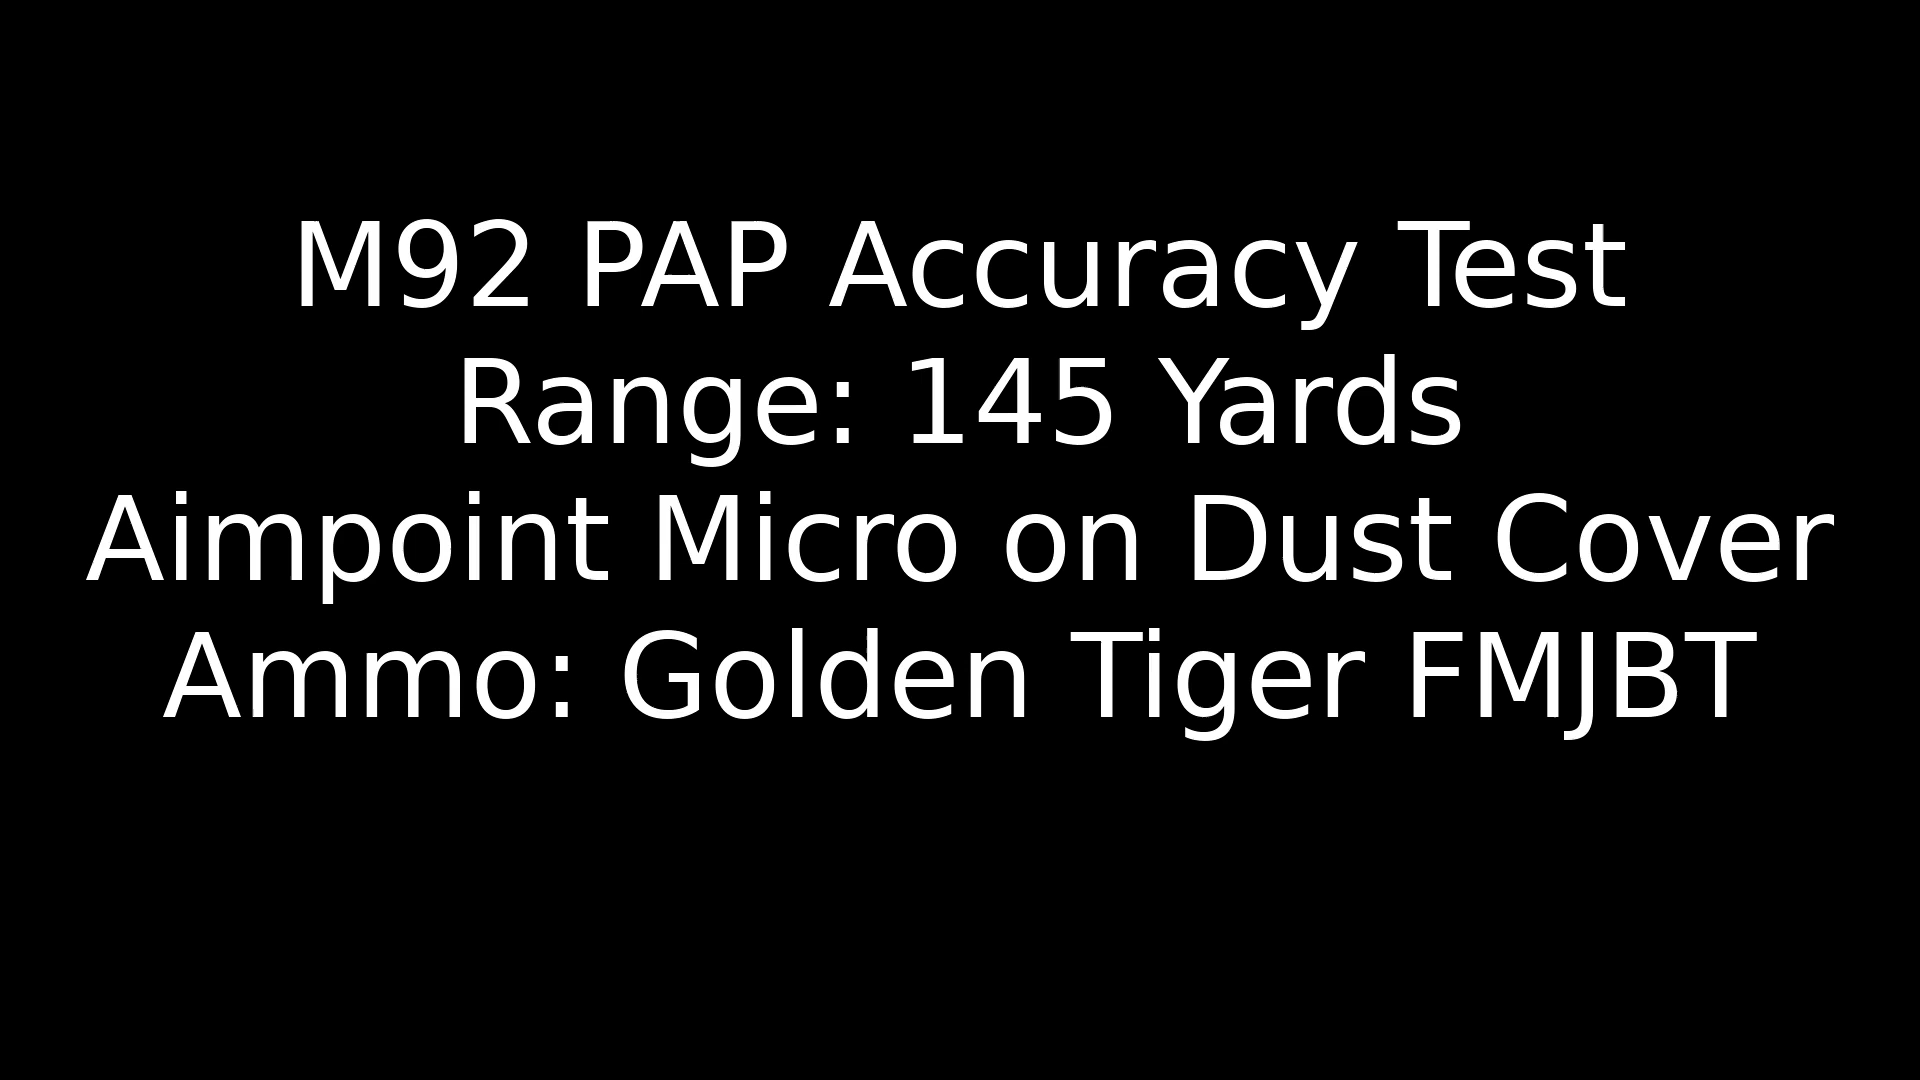 M92 PAP Accuracy Test
Range: 145 Yards
Aimpoint Micro on Dust Cover
Ammo: Golden Tiger FMJBT